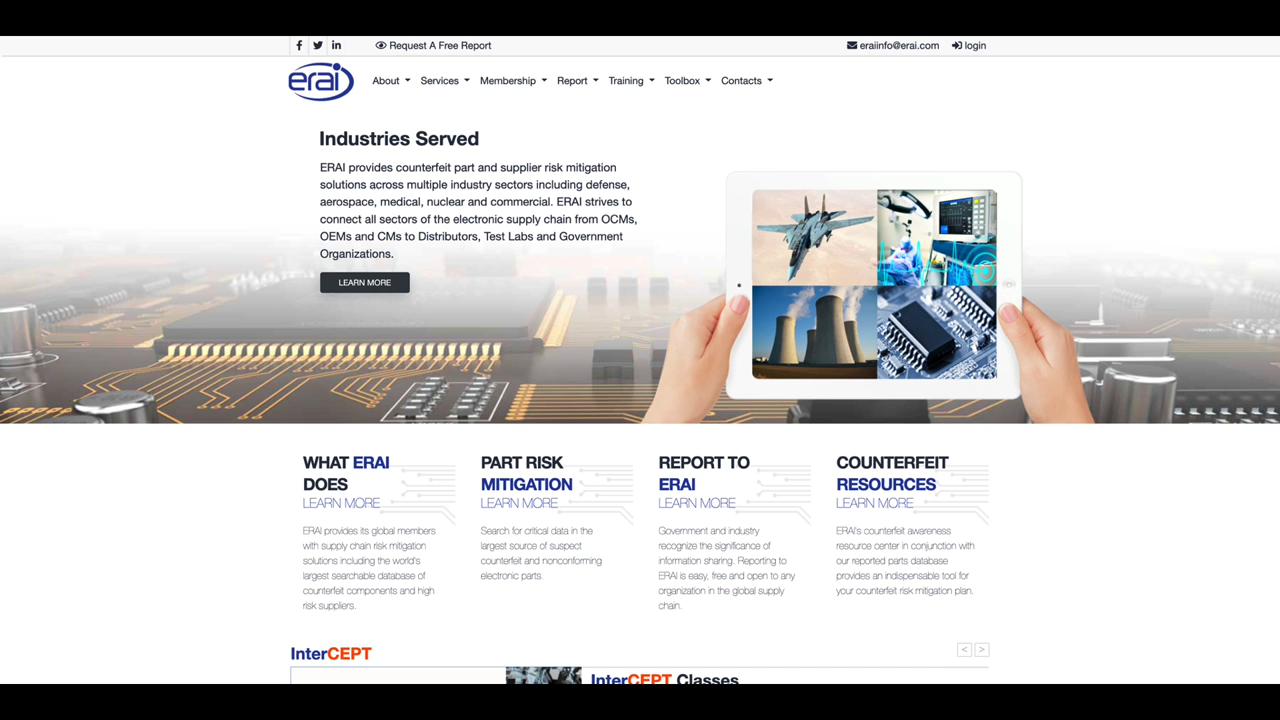 Request A Free Report
eraiinfo@erai.com
login
erai
About
Services
Membership
Report
Training
Toolbox
Contacts
Industries Served
ERAI provides counterfeit part and supplier risk mitigation
solutions across multiple industry sectors including defense,
aerospace, medical, nuclear and commercial. ERAI strives to
connect all sectors of the electronic supply chain from OCMs,
OEMs and CMs to Distributors, Test Labs and Government
Organizations.
LEARN MORE
WHAT ERAI
DOES
LEARN MORE
ERAI provides its global members
with supply chain risk mitigation
solutions including the world's
largest searchable database of
counterfeit components and high
risk suppliers.
PART RISK
MITIGATION
LEARN MORE
Search for critical data in the
largest source of suspect
counterfeit and nonconforming
electronic parts.
REPORT TO
ERAI
LEARN MORE
Government and industry
recognize the significance of
information sharing. Reporting to
ERAI is easy, free and open to any
organization in the global supply
chain.
COUNTERFEIT
RESOURCES
LEARN MORE
ERAI's counterfeit awareness
resource center in conjunction with
our reported parts database
provides an indispensable tool for
your counterfeit risk mitigation plan.
InterCEPT
< >
InterCEPT Classes